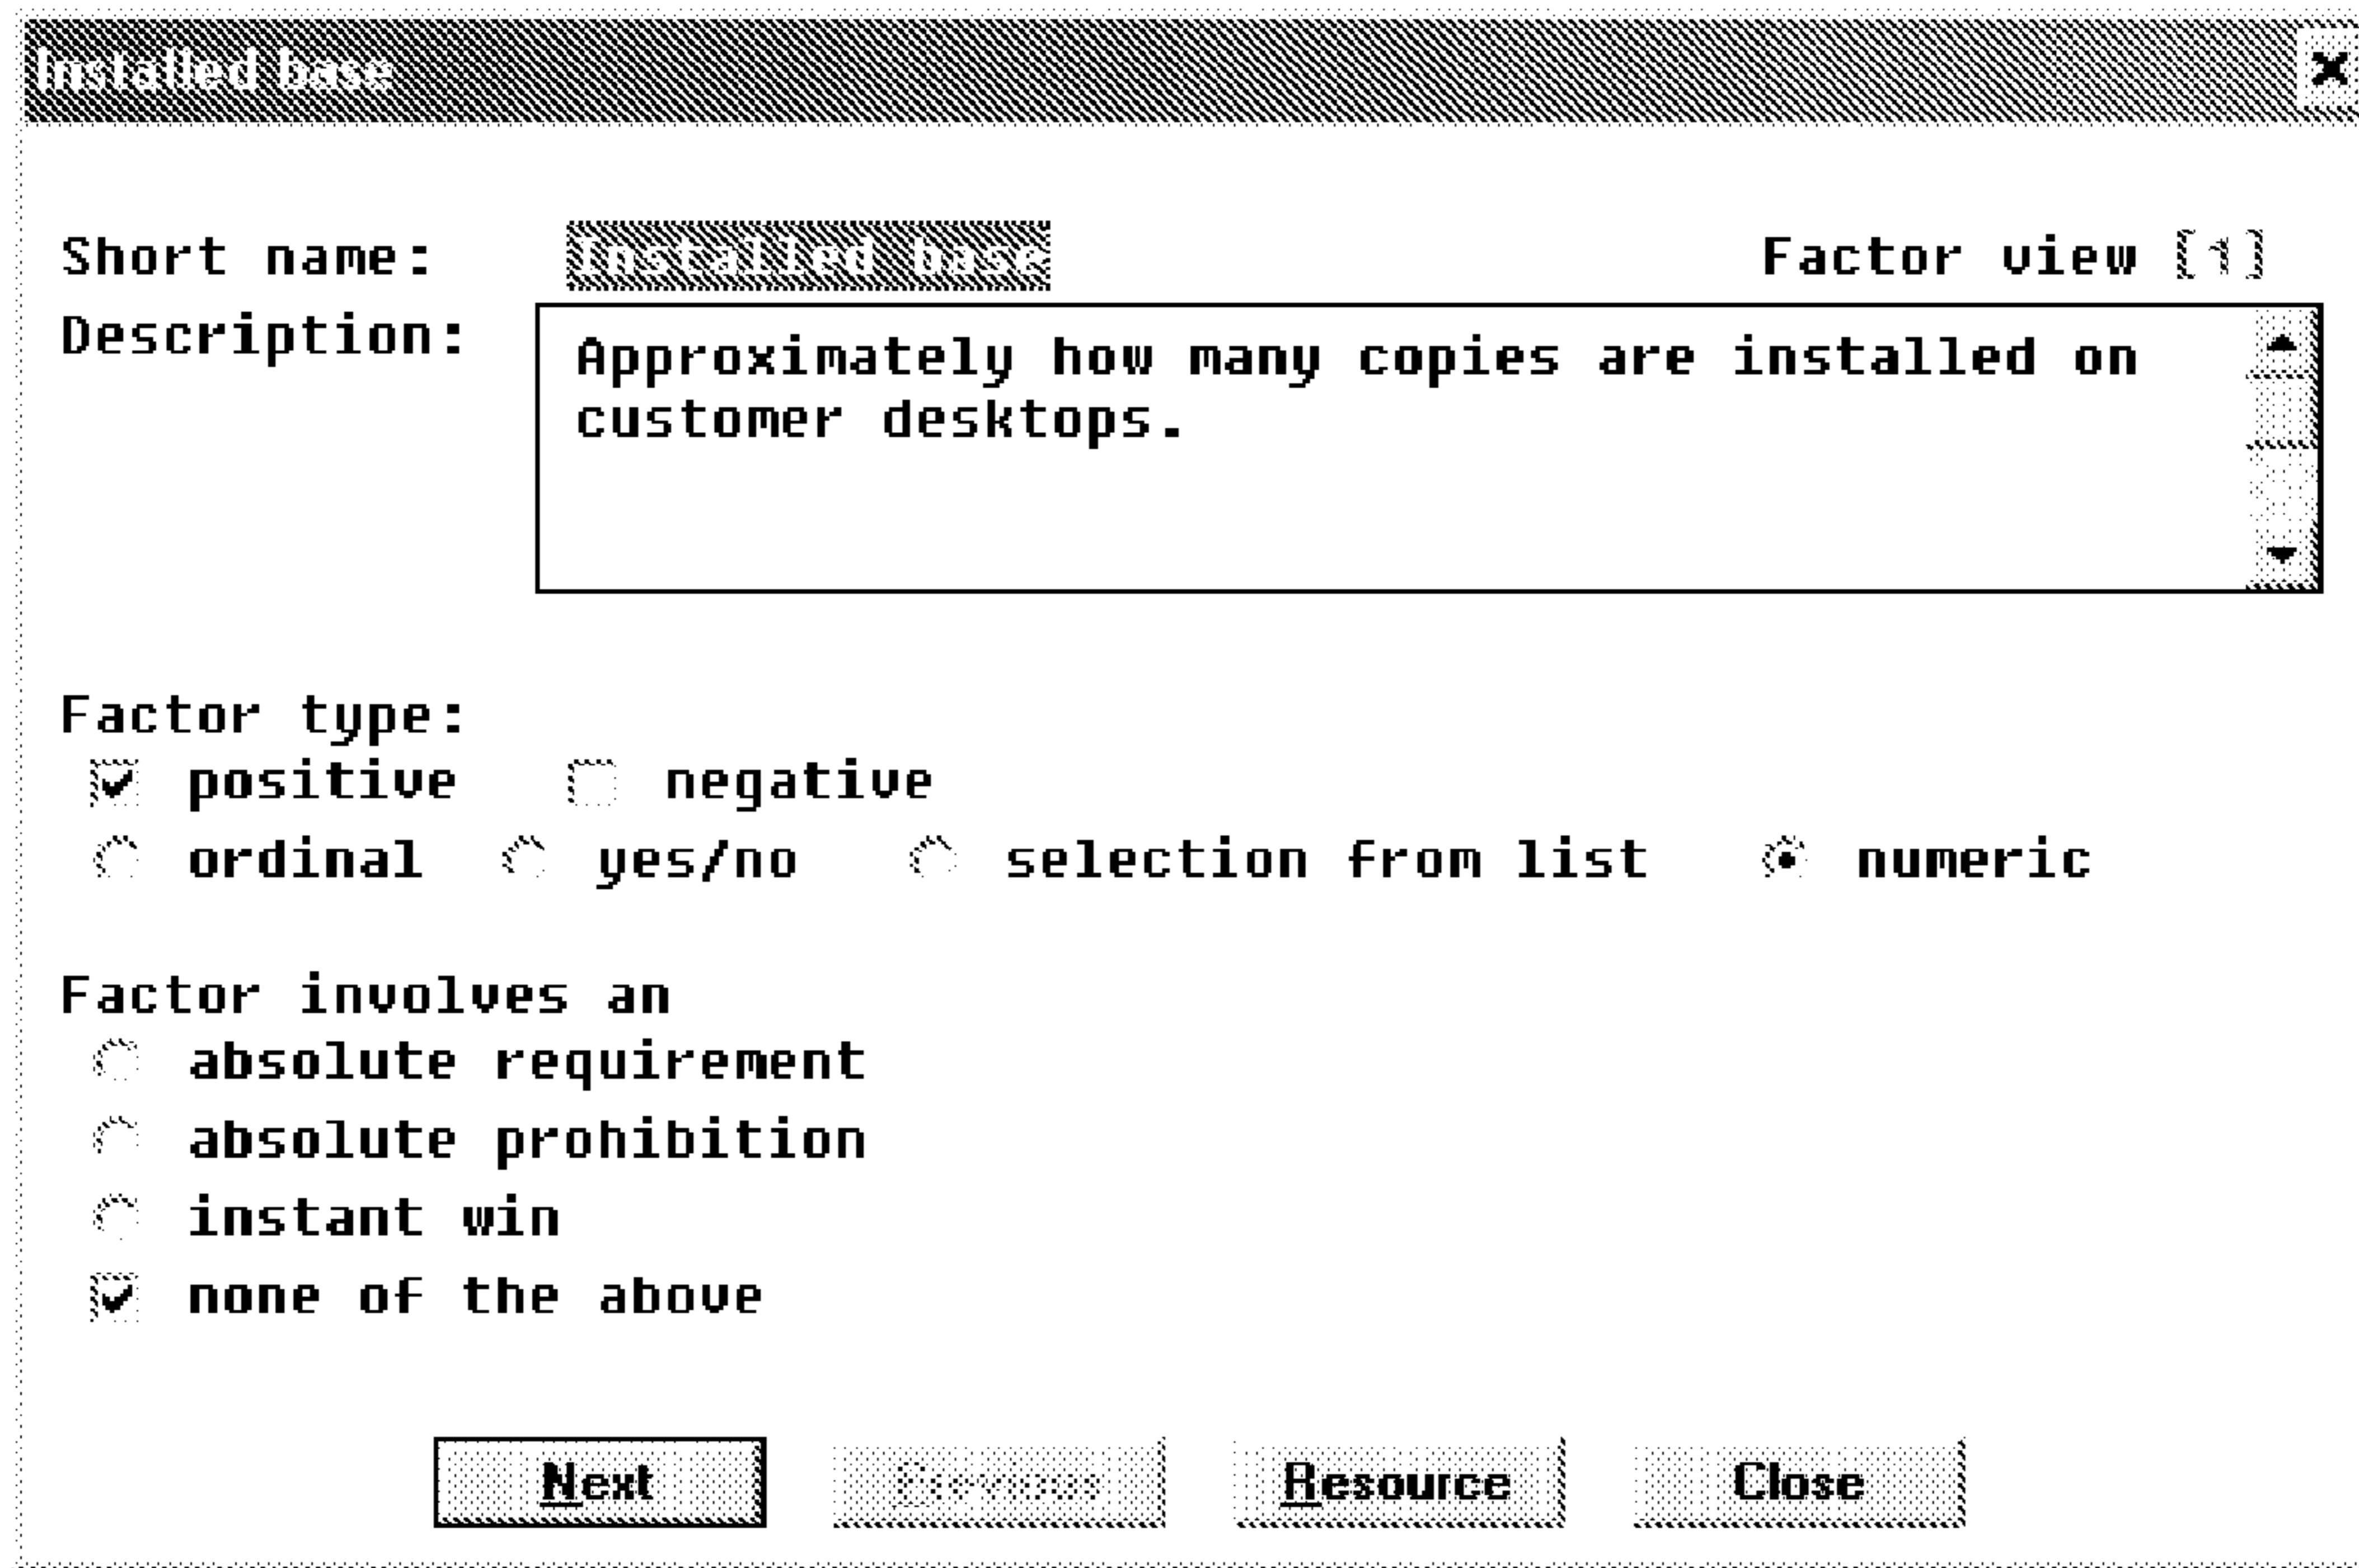 Installed base
Short name: Installed base Factor view [1]
Description: Approximately how many copies are installed on
customer desktops.
Factor type:
positive negative
ordinal yes/no selection from list numeric
Factor involves an
absolute requirement
absolute prohibition
instant win
none of the above
Next Previous Resource Close